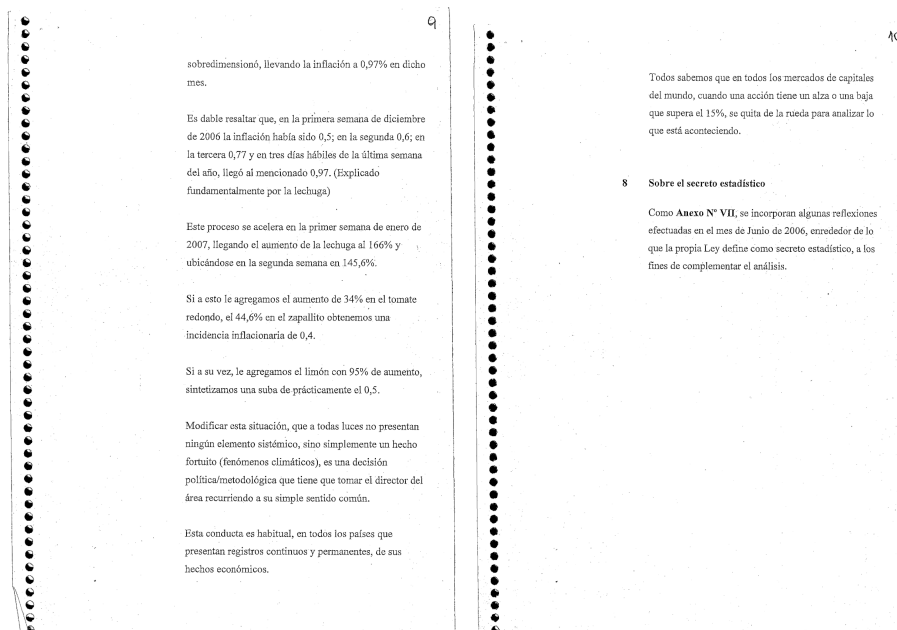 9
sobredimensionó, llevando la inflación a 0,97% en dicho
mes.
Es dable resaltar que, en la primera semana de diciembre
de 2006 la inflación había sido 0,5; en la segunda 0,6; en
la tercera 0,77 y en tres días hábiles de la última semana
del año, llegó al mencionado 0,97. (Explicado
fundamentalmente por la lechuga)
Este proceso se acelera en la primer semana de enero de
2007, llegando el aumento de la lechuga al 166% y
ubicándose en la segunda semana en 145,6%.
Si a esto le agregamos el aumento de 34% en el tomate
redondo, el 44,6% en el zapallito obtenemos una
incidencia inflacionaria de 0,4.
Si a su vez, le agregamos el limón con 95% de aumento,
sintetizamos una suba de prácticamente el 0,5.
Modificar esta situación, que a todas luces no presentan
ningún elemento sistémico, sino simplemente un hecho
fortuito (fenómenos climáticos), es una decisión
política/metodológica que tiene que tomar el director del
área recurriendo a su simple sentido común.
Esta conducta es habitual, en todos los países que
presentan registros continuos y permanentes, de sus
hechos económicos.
10
Todos sabemos que en todos los mercados de capitales
del mundo, cuando una acción tiene un alza o una baja
que supera el 15%, se quita de la rueda para analizar lo
que está aconteciendo.
8 Sobre el secreto estadístico
Como Anexo Nº VII, se incorporan algunas reflexiones
efectuadas en el mes de Junio de 2006, enrededor de lo
que la propia Ley define como secreto estadístico, a los
fines de complementar el análisis.